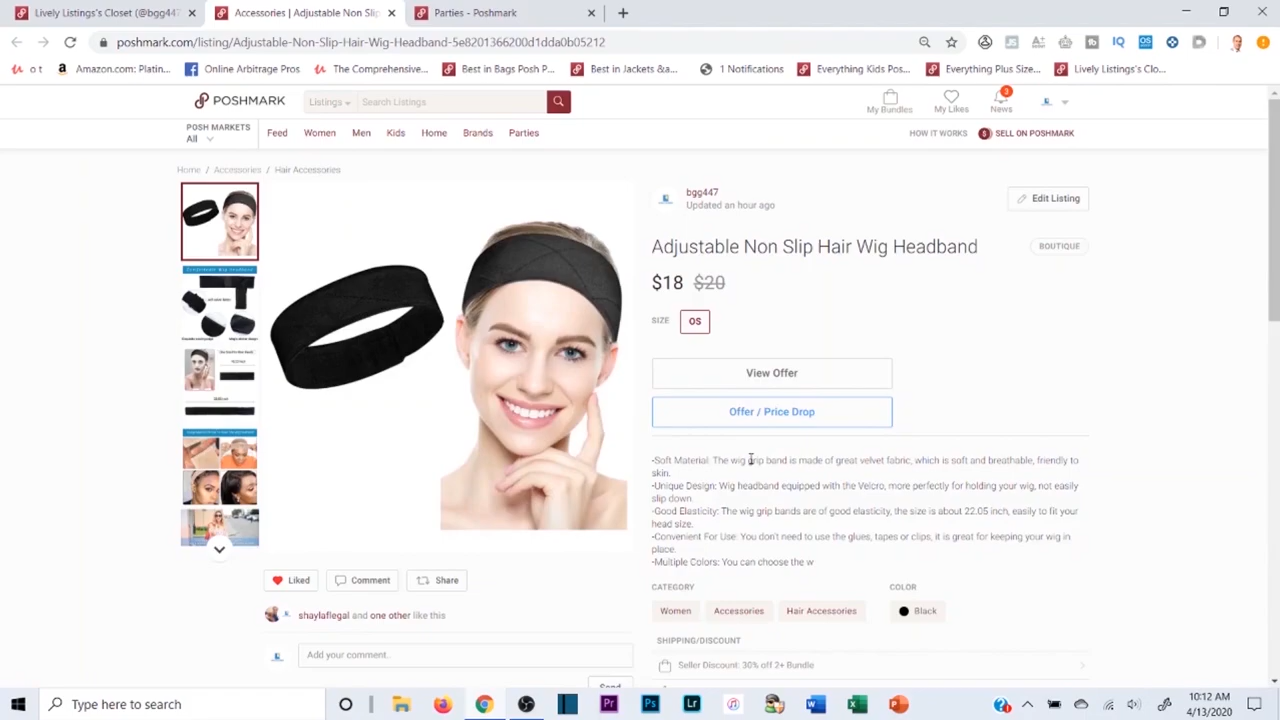 Lively Listings's Closet (@bgg447
Accessories | Adjustable Non Slip
Parties - Poshmark
poshmark.com/listing/Adjustable-Non-Slip-Hair-Wig-Headband-5e8201366200d1dda0b05212
o t
Amazon.com: Platin...
Online Arbitrage Pros
The Comprehensive...
Best in Bags Posh P...
Best in Jackets &a...
1 Notifications
Everything Kids Pos...
Everything Plus Size...
Lively Listings's Clo...
POSHMARK
Listings
Search Listings
My Bundles
My Likes
3
News
POSH MARKETS
All
Feed
Women
Men
Kids
Home
Brands
Parties
HOW IT WORKS
SELL ON POSHMARK
Home / Accessories / Hair Accessories
bgg447
Updated an hour ago
Edit Listing
Adjustable Non Slip Hair Wig Headband
BOUTIQUE
$18 $20
SIZE
OS
View Offer
Offer / Price Drop
•Soft Material: The wig grip band is made of great velvet fabric, which is soft and breathable, friendly to
skin.
•Unique Design: Wig headband equipped with the Velcro, more perfectly for holding your wig, not easily
slip down.
•Good Elasticity: The wig grip bands are of good elasticity, the size is about 22.05 inch, easily to fit your
head size.
•Convenient For Use: You don't need to use the glues, tapes or clips, it is great for keeping your wig in
place.
•Multiple Colors: You can choose the w
Liked
Comment
Share
shaylaflegal and one other like this
Add your comment.
Send
CATEGORY
Women
Accessories
Hair Accessories
COLOR
Black
SHIPPING/DISCOUNT
Seller Discount: 30% off 2+ Bundle
Type here to search
10:12 AM
4/13/2020